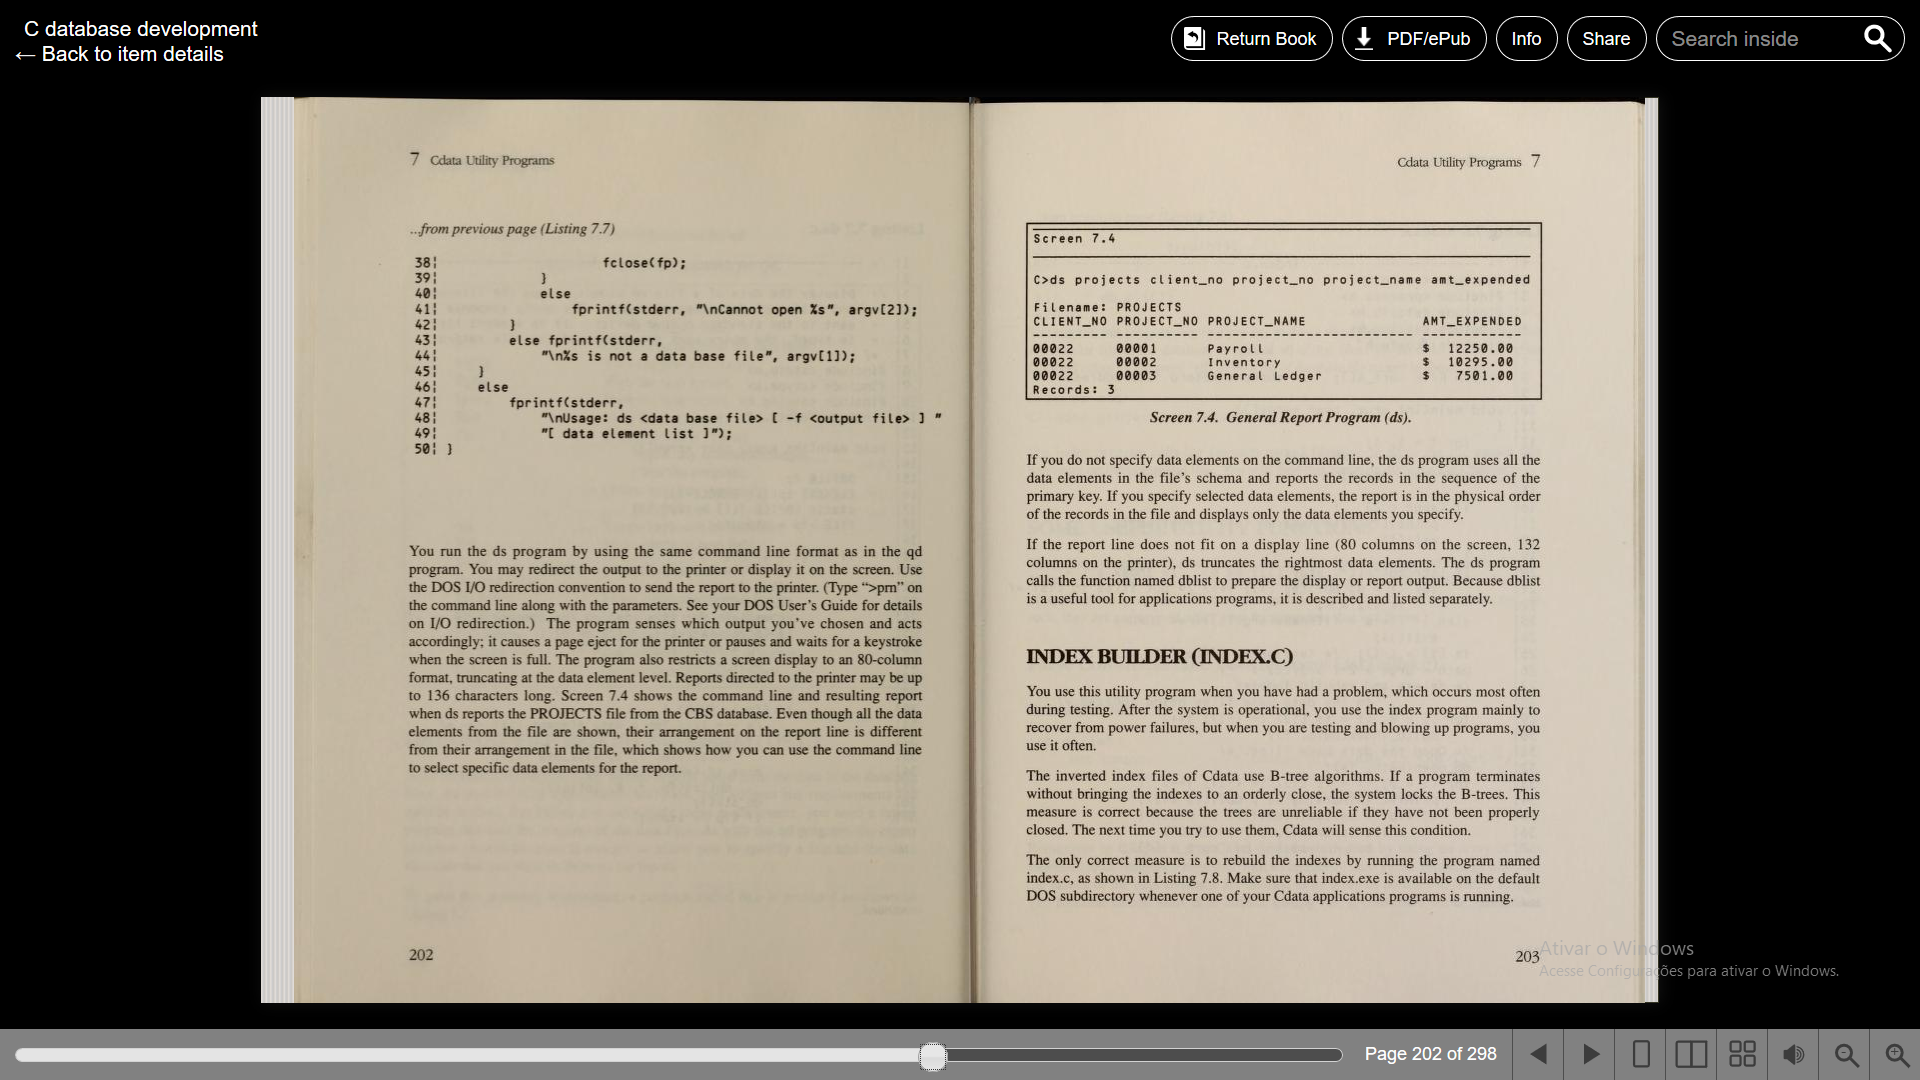 C database development
← Back to item details
Return Book
PDF/ePub
Info
Share
Search inside
7 Cdata Utility Programs
...from previous page (Listing 7.7)
38¦ fclose(fp);
39¦ }
40¦ else
41¦ fprintf(stderr, "\nCannot open %s", argv[2]);
42¦ }
43¦ else fprintf(stderr,
44¦ "\n%s is not a data base file", argv[1]);
45¦ }
46¦ else
47¦ fprintf(stderr,
48¦ "\nUsage: ds <data base file> [ -f <output file> ] "
49¦ "[ data element list ]");
50¦ }
You run the ds program by using the same command line format as in the qd
program. You may redirect the output to the printer or display it on the screen. Use
the DOS I/O redirection convention to send the report to the printer. (Type “>prn” on
the command line along with the parameters. See your DOS User’s Guide for details
on I/O redirection.) The program senses which output you’ve chosen and acts
accordingly; it causes a page eject for the printer or pauses and waits for a keystroke
when the screen is full. The program also restricts a screen display to an 80-column
format, truncating at the data element level. Reports directed to the printer may be up
to 136 characters long. Screen 7.4 shows the command line and resulting report
when ds reports the PROJECTS file from the CBS database. Even though all the data
elements from the file are shown, their arrangement on the report line is different
from their arrangement in the file, which shows how you can use the command line
to select specific data elements for the report.
202
Cdata Utility Programs 7
Screen 7.4
C>ds projects client_no project_no project_name amt_expended
Filename: PROJECTS
CLIENT_NO PROJECT_NO PROJECT_NAME AMT_EXPENDED
--------- ---------- ------------------------- ------------
00022 00001 Payroll $ 12250.00
00022 00002 Inventory $ 10295.00
00022 00003 General Ledger $ 7501.00
Records: 3
Screen 7.4. General Report Program (ds).
If you do not specify data elements on the command line, the ds program uses all the
data elements in the file’s schema and reports the records in the sequence of the
primary key. If you specify selected data elements, the report is in the physical order
of the records in the file and displays only the data elements you specify.
If the report line does not fit on a display line (80 columns on the screen, 132
columns on the printer), ds truncates the rightmost data elements. The ds program
calls the function named dblist to prepare the display or report output. Because dblist
is a useful tool for applications programs, it is described and listed separately.
INDEX BUILDER (INDEX.C)
You use this utility program when you have had a problem, which occurs most often
during testing. After the system is operational, you use the index program mainly to
recover from power failures, but when you are testing and blowing up programs, you
use it often.
The inverted index files of Cdata use B-tree algorithms. If a program terminates
without bringing the indexes to an orderly close, the system locks the B-trees. This
measure is correct because the trees are unreliable if they have not been properly
closed. The next time you try to use them, Cdata will sense this condition.
The only correct measure is to rebuild the indexes by running the program named
index.c, as shown in Listing 7.8. Make sure that index.exe is available on the default
DOS subdirectory whenever one of your Cdata applications programs is running.
203
Ativar o Windows
Acesse Configurações para ativar o Windows.
Page 202 of 298